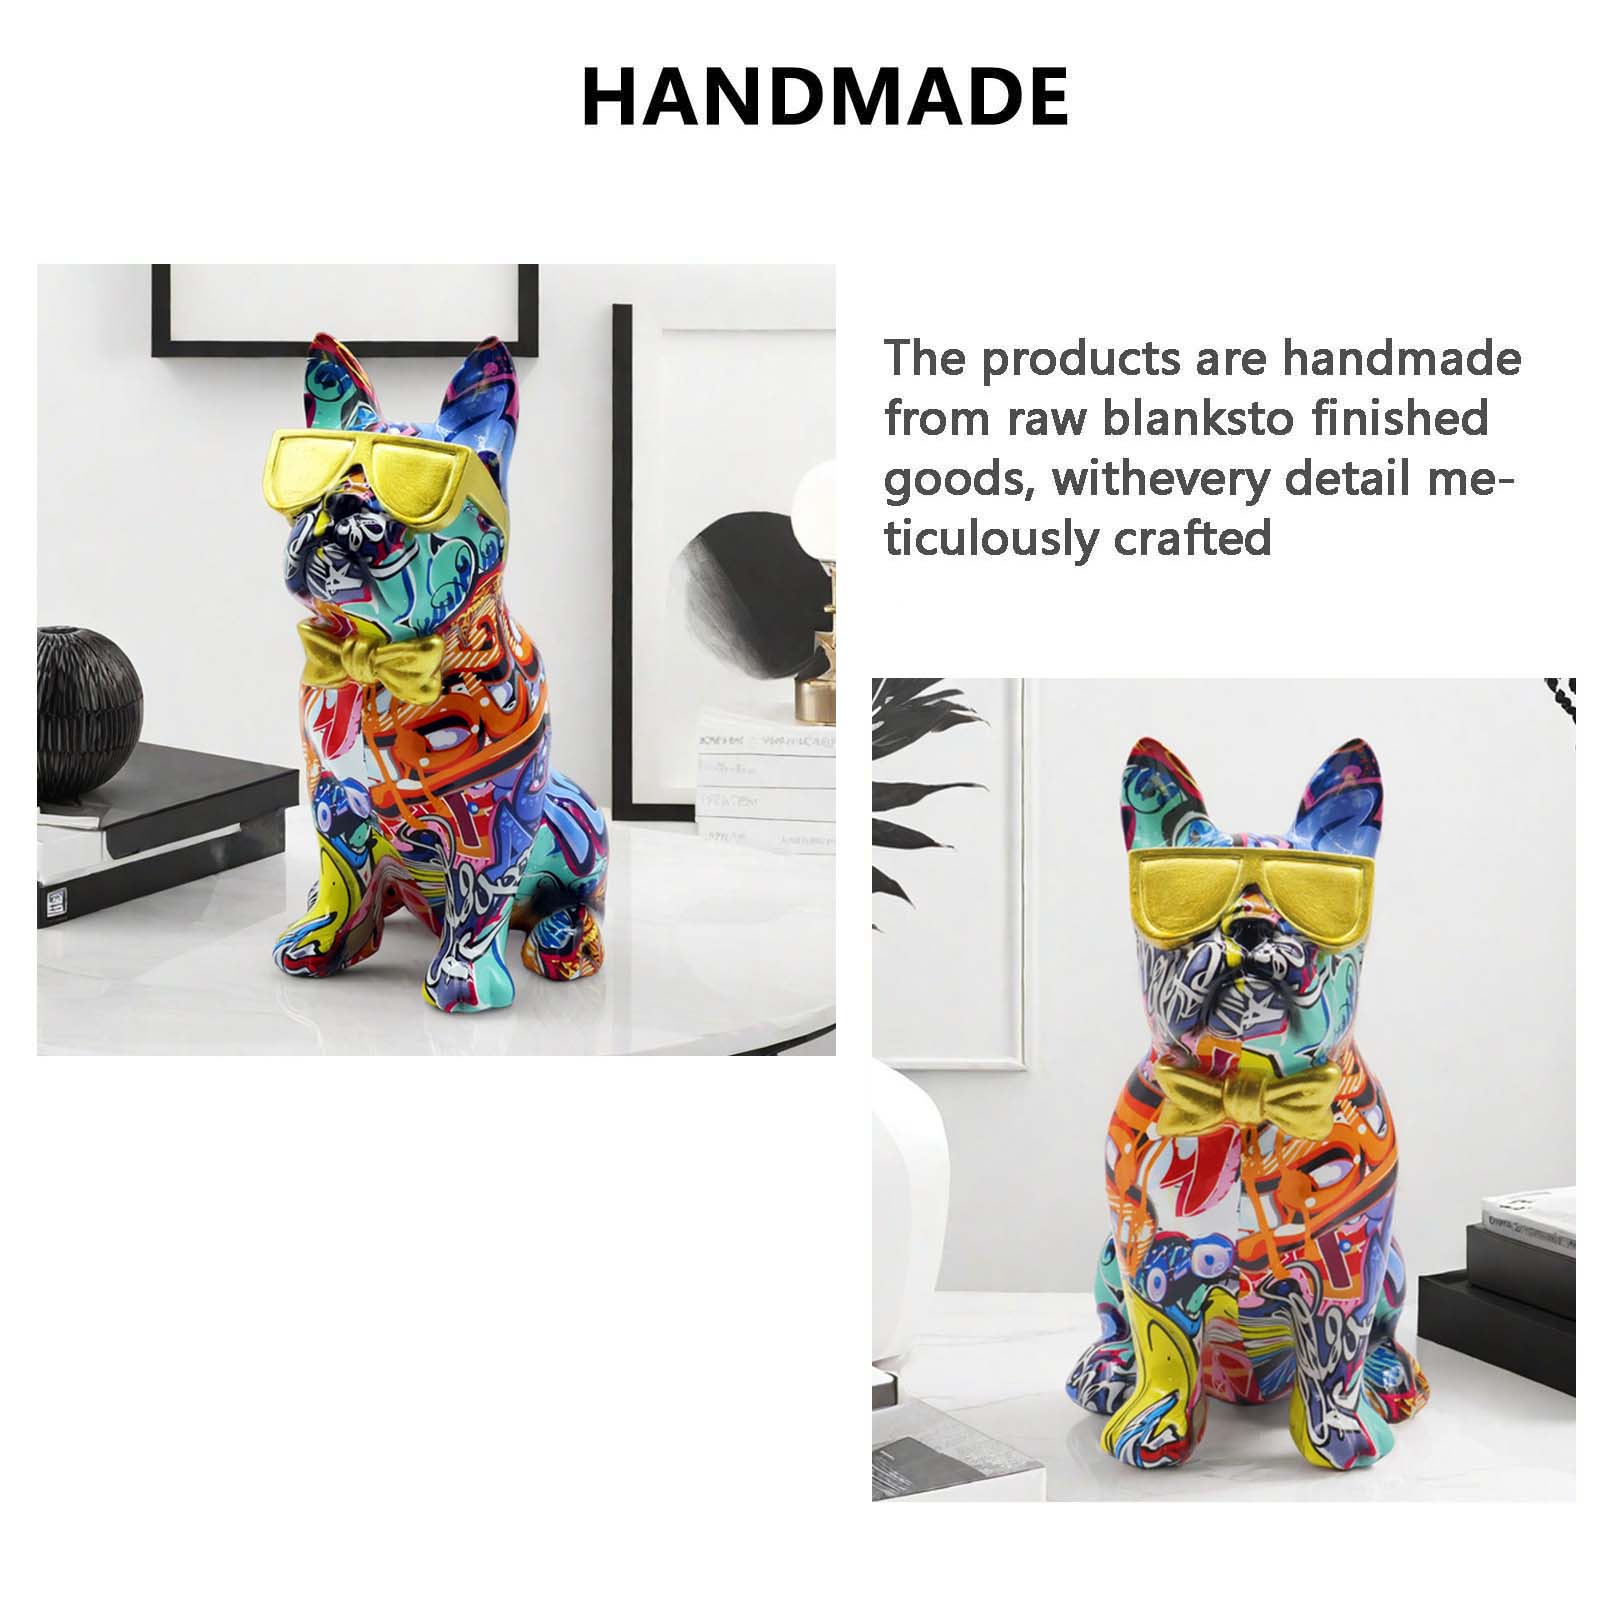 HANDMADE
The products are handmade
from raw blanksto finished
goods, withevery detail me-
ticulously crafted